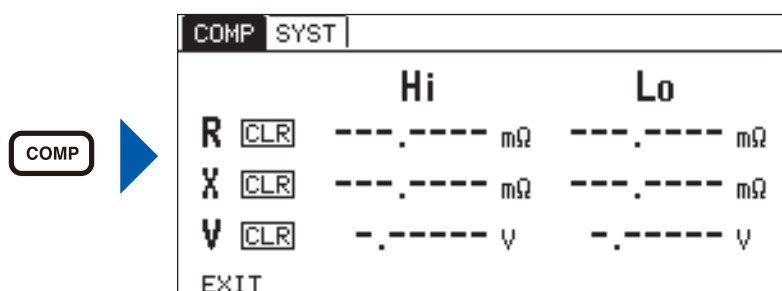 COMP SYST
Hi Lo
COMP
R CLR ---.---- mΩ ---.---- mΩ
X CLR ---.---- mΩ ---.---- mΩ
V CLR -.----- V -.----- V
EXIT